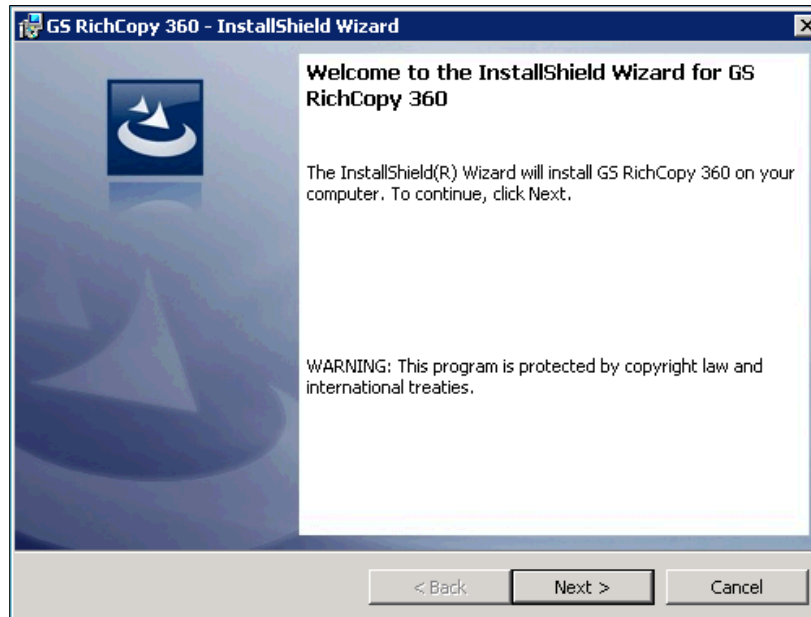 GS RichCopy 360 - InstallShield Wizard
Welcome to the InstallShield Wizard for GS
RichCopy 360
The InstallShield(R) Wizard will install GS RichCopy 360 on your
computer. To continue, click Next.
WARNING: This program is protected by copyright law and
international treaties.
< Back
Next >
Cancel